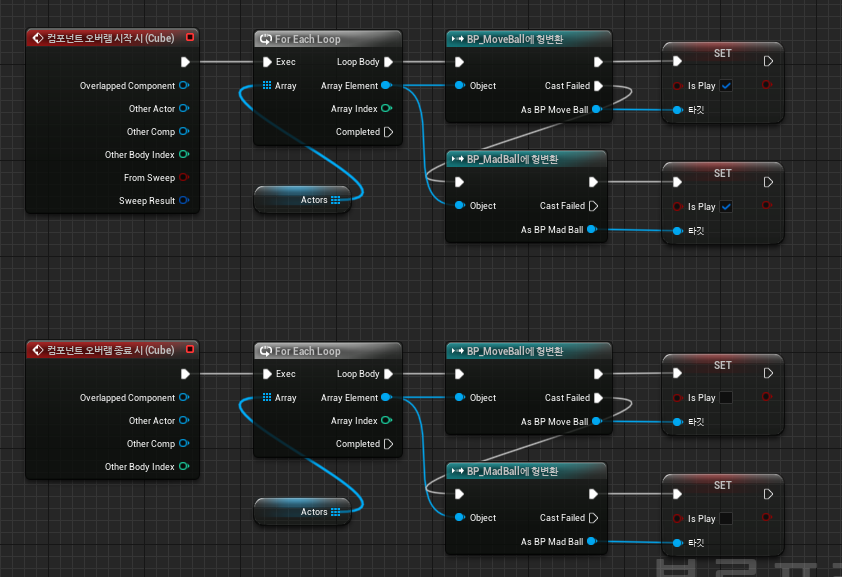 컴포넌트 오버랩 시작 시 (Cube)
Overlapped Component
Other Actor
Other Comp
Other Body Index
From Sweep
Sweep Result
For Each Loop
Exec
Loop Body
Array
Array Element
Array Index
Completed
Actors
BP_MoveBall에 형변환
Object
Cast Failed
As BP Move Ball
SET
Is Play
타깃
BP_MadBall에 형변환
Object
Cast Failed
As BP Mad Ball
SET
Is Play
타깃
컴포넌트 오버랩 종료 시 (Cube)
Overlapped Component
Other Actor
Other Comp
Other Body Index
For Each Loop
Exec
Loop Body
Array
Array Element
Array Index
Completed
Actors
BP_MoveBall에 형변환
Object
Cast Failed
As BP Move Ball
SET
Is Play
타깃
BP_MadBall에 형변환
Object
Cast Failed
As BP Mad Ball
SET
Is Play
타깃